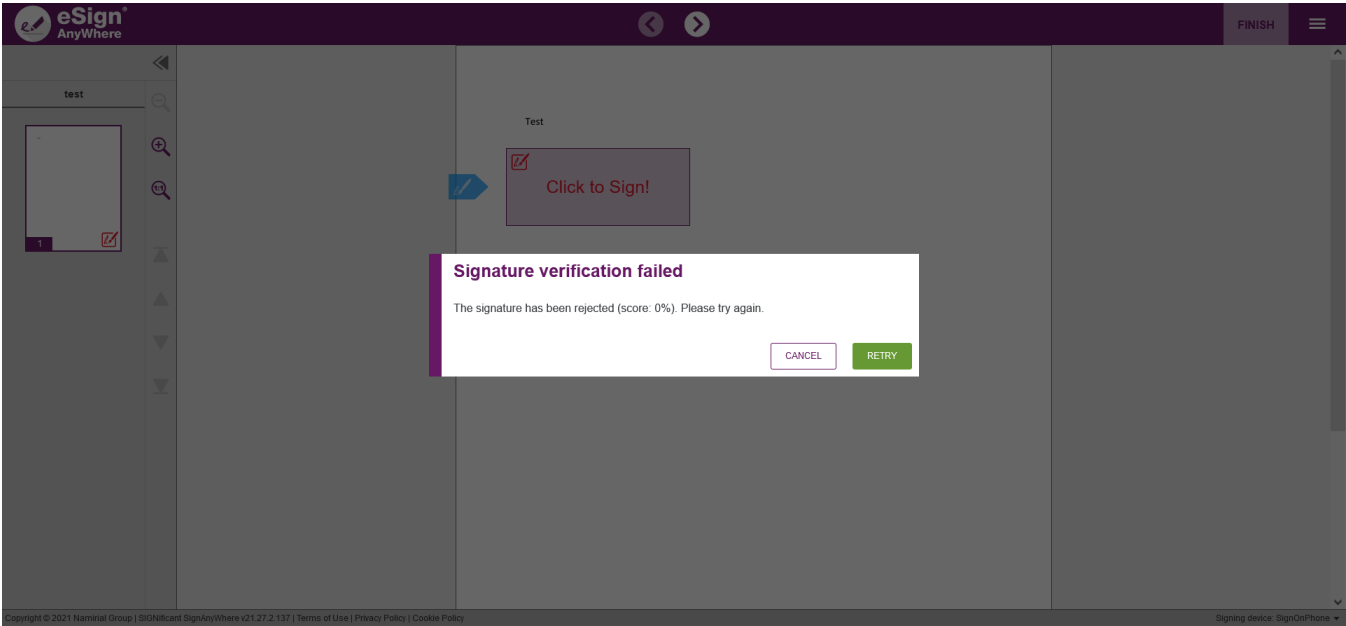 eSign®
AnyWhere
FINISH
test
1:1
Test
Click to Sign!
1
Signature verification failed
The signature has been rejected (score: 0%). Please try again.
CANCEL
RETRY
Copyright © 2021 Namirial Group | SIGNificant SignAnyWhere v21.27.2.137 | Terms of Use | Privacy Policy | Cookie Policy
Signing device: SignOnPhone